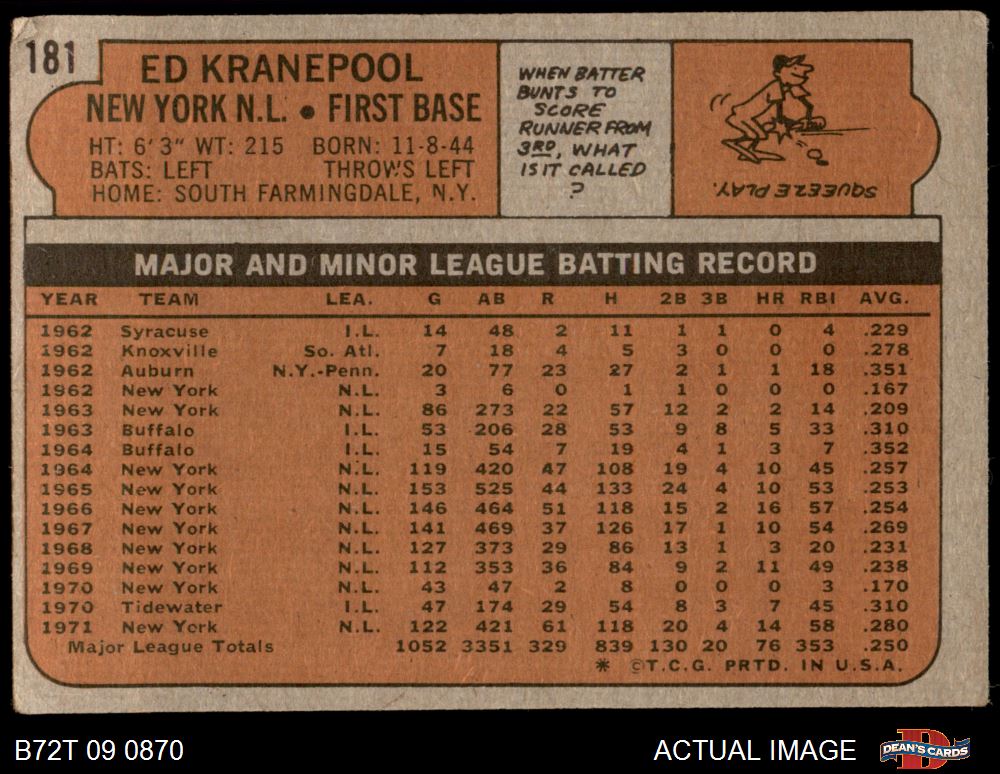 181
ED KRANEPOOL
NEW YORK N.L. • FIRST BASE
HT: 6'3" WT: 215 BORN: 11-8-44
BATS: LEFT THROWS LEFT
HOME: SOUTH FARMINGDALE, N.Y.
WHEN BATTER
BUNTS TO
SCORE
RUNNER FROM
3RD, WHAT
IS IT CALLED
?
SQUEEZE PLAY.
MAJOR AND MINOR LEAGUE BATTING RECORD
YEAR TEAM LEA. G AB R H 2B 3B HR RBI AVG.
1962 Syracuse I.L. 14 48 2 11 1 1 0 4 .229
1962 Knoxville So. Atl. 7 18 4 5 3 0 0 0 .278
1962 Auburn N.Y.-Penn. 20 77 23 27 2 1 1 18 .351
1962 New York N.L. 3 6 0 1 1 0 0 0 .167
1963 New York N.L. 86 273 22 57 12 2 2 14 .209
1963 Buffalo I.L. 53 206 28 53 9 8 5 33 .310
1964 Buffalo I.L. 15 54 7 19 4 1 3 7 .352
1964 New York N.L. 119 420 47 108 19 4 10 45 .257
1965 New York N.L. 153 525 44 133 24 4 10 53 .253
1966 New York N.L. 146 464 51 118 15 2 16 57 .254
1967 New York N.L. 141 469 37 126 17 1 10 54 .269
1968 New York N.L. 127 373 29 86 13 1 3 20 .231
1969 New York N.L. 112 353 36 84 9 2 11 49 .238
1970 New York N.L. 43 47 2 8 0 0 0 3 .170
1970 Tidewater I.L. 47 174 29 54 8 3 7 45 .310
1971 New York N.L. 122 421 61 118 20 4 14 58 .280
Major League Totals 1052 3351 329 839 130 20 76 353 .250
* ©T.C.G. PRTD. IN U.S.A.
B72T 09 0870
ACTUAL IMAGE
DEAN'S CARDS